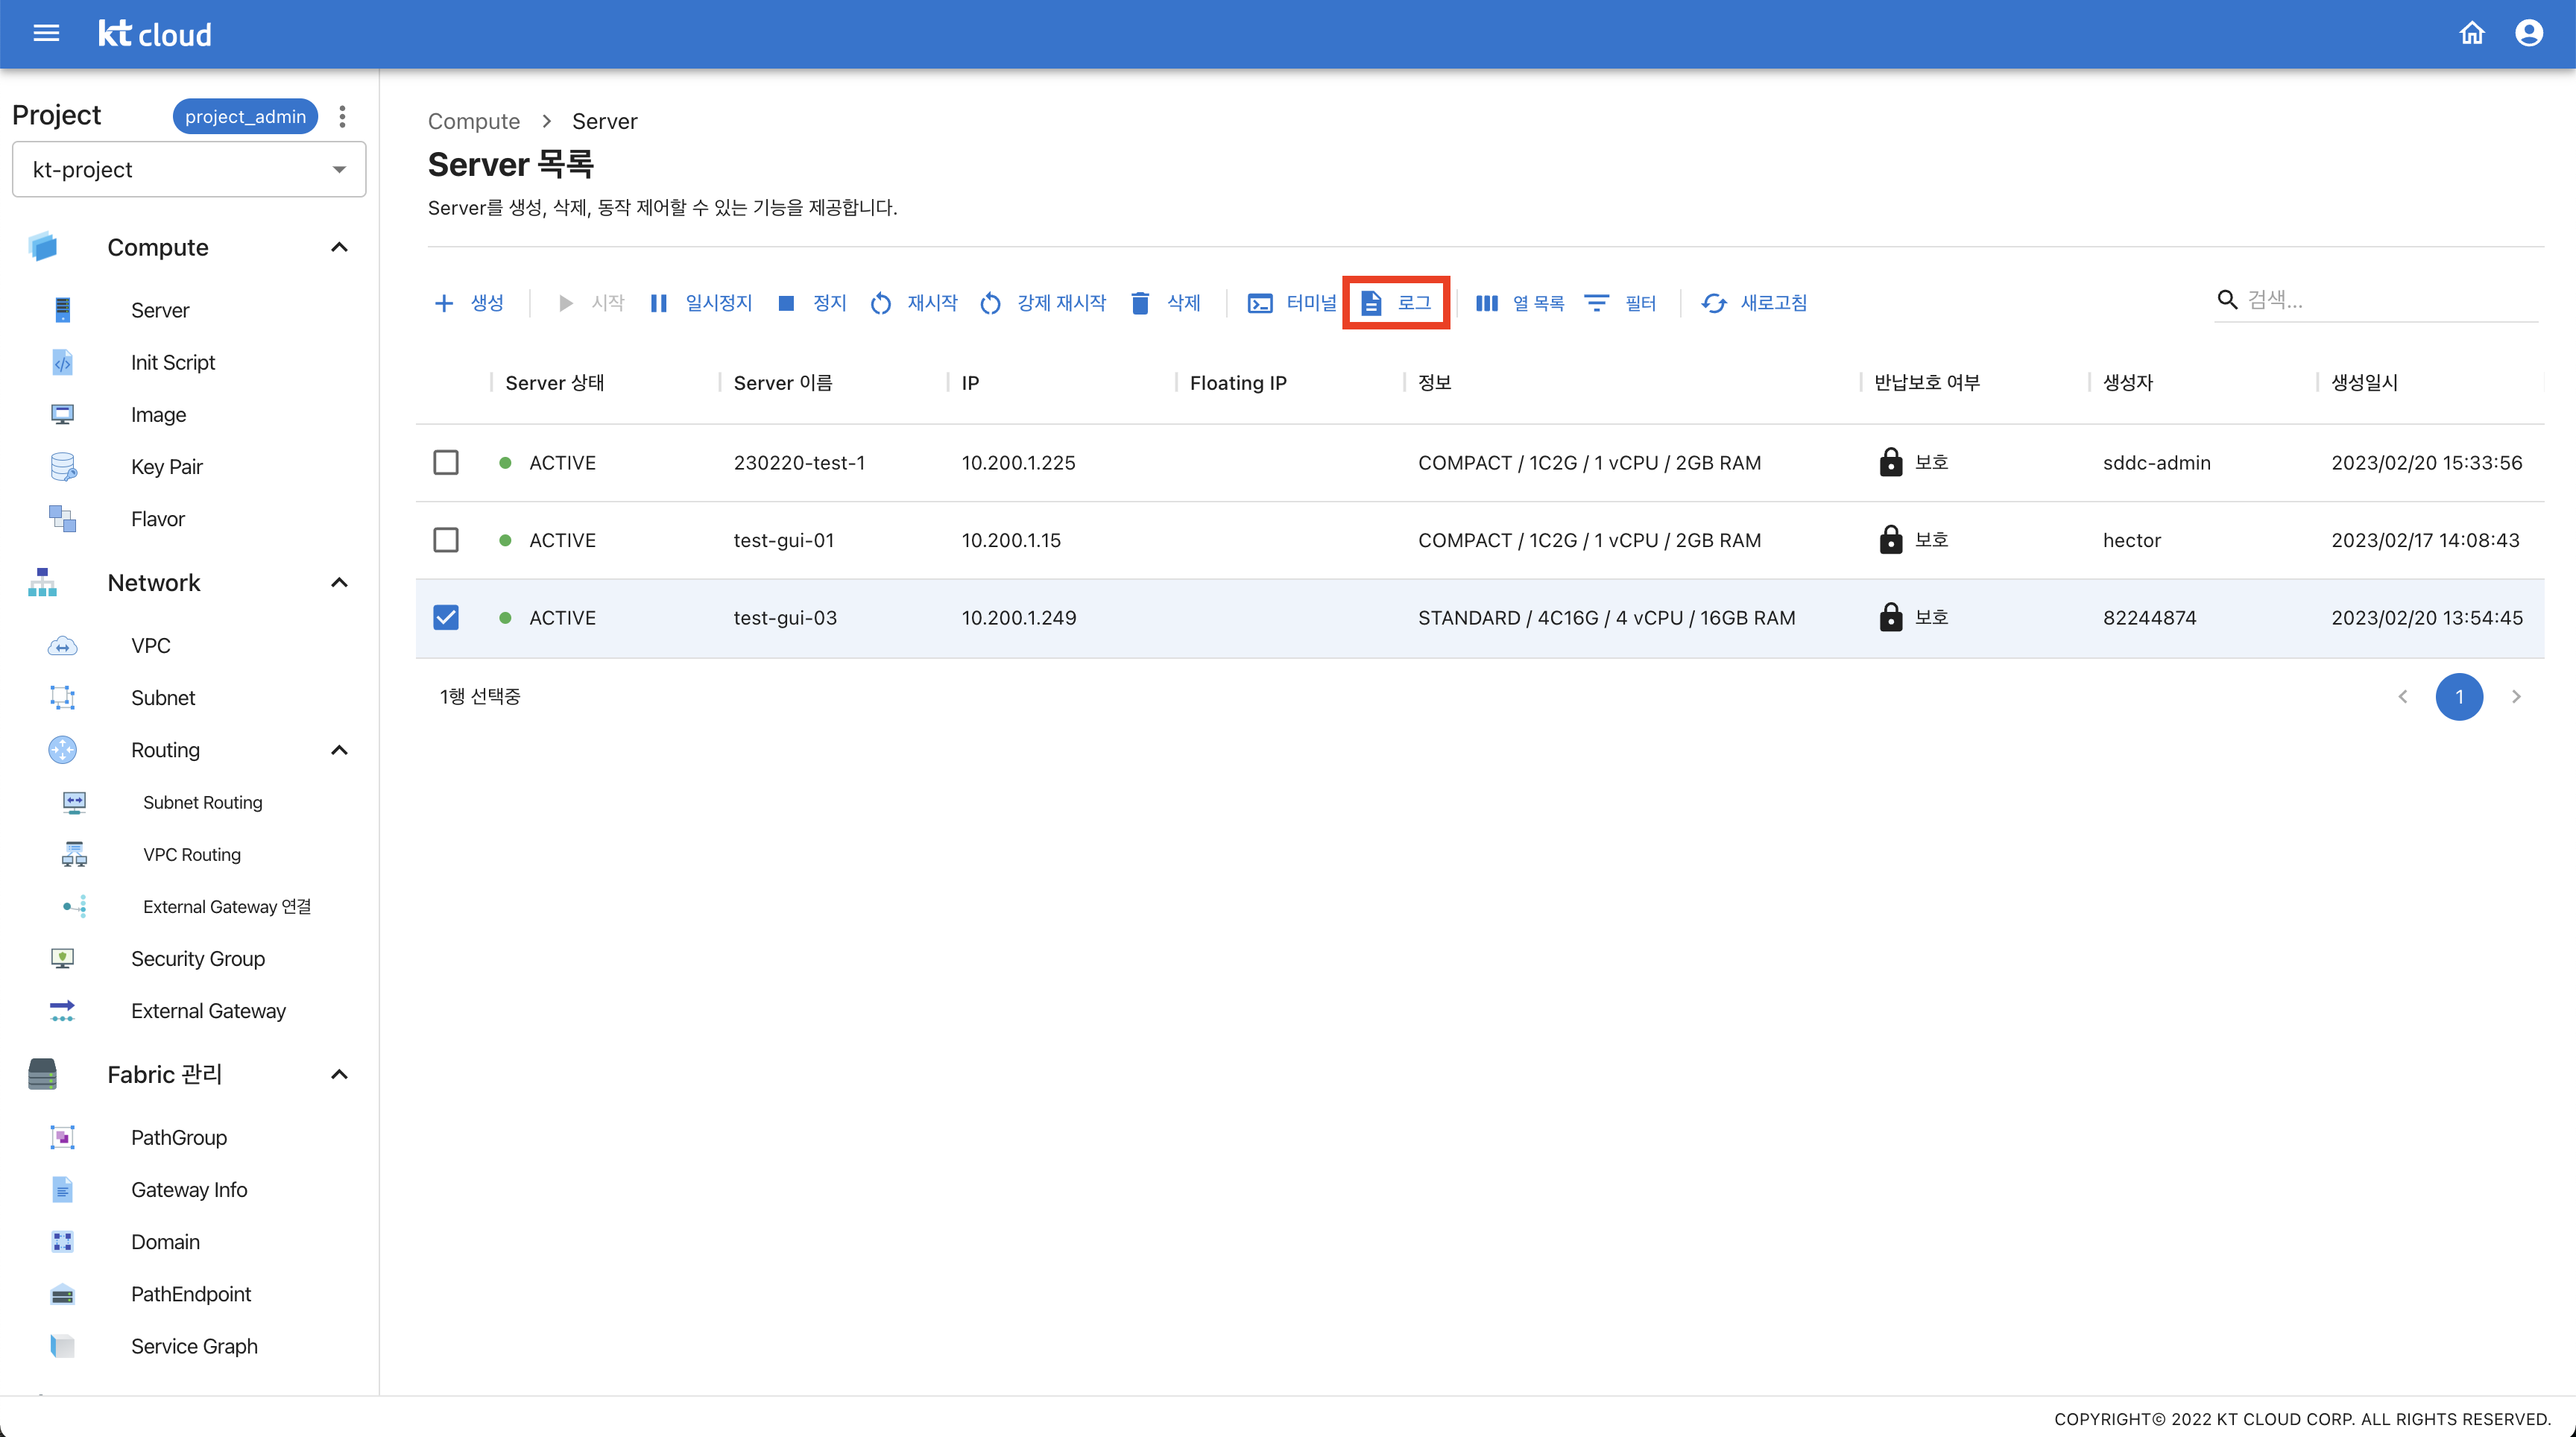 kt cloud
Project
project_admin
kt-project
Compute
Server
Init Script
Image
Key Pair
Flavor
Network
VPC
Subnet
Routing
Subnet Routing
VPC Routing
External Gateway 연결
Security Group
External Gateway
Fabric 관리
PathGroup
Gateway Info
Domain
PathEndpoint
Service Graph
Compute > Server
Server 목록
Server를 생성, 삭제, 동작 제어할 수 있는 기능을 제공합니다.
생성 시작 일시정지 정지 재시작 강제 재시작 삭제 터미널 로그 열 목록 필터 새로고침 검색...
Server 상태 Server 이름 IP Floating IP 정보 반납보호 여부 생성자 생성일시
ACTIVE 230220-test-1 10.200.1.225 COMPACT / 1C2G / 1 vCPU / 2GB RAM 보호 sddc-admin 2023/02/20 15:33:56
ACTIVE test-gui-01 10.200.1.15 COMPACT / 1C2G / 1 vCPU / 2GB RAM 보호 hector 2023/02/17 14:08:43
ACTIVE test-gui-03 10.200.1.249 STANDARD / 4C16G / 4 vCPU / 16GB RAM 보호 82244874 2023/02/20 13:54:45
1행 선택중
1
COPYRIGHT© 2022 KT CLOUD CORP. ALL RIGHTS RESERVED.